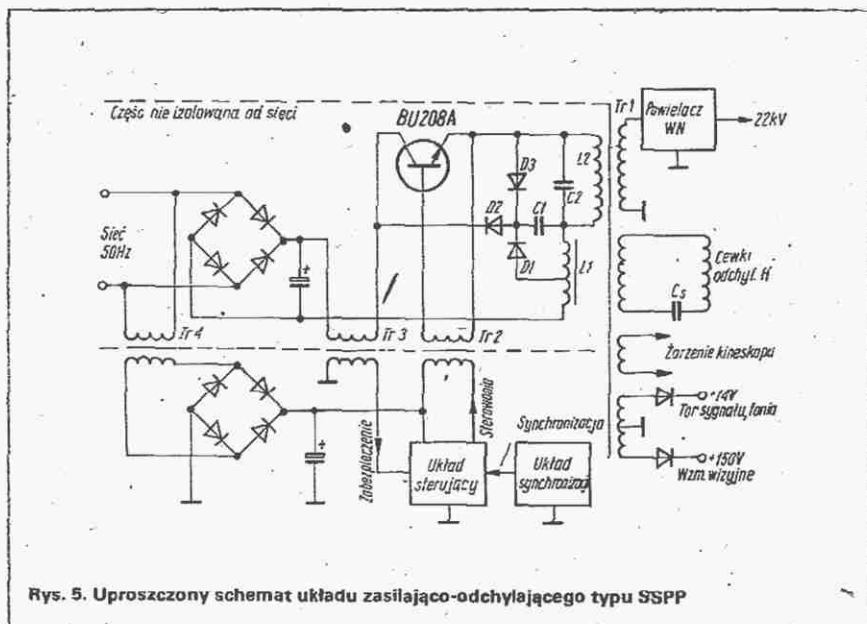 Część nie izolowana od sieci
BU208A
Tr1
Powielacz
WN
22kV
L2
D3
C2
D2
C1
D1
L1
Sieć
50Hz
+
Cewki
odchyl. H
Cs
Tr4
Tr3
Tr2
Żarzenie kineskopa
Zabezpieczenie
Sterowania
Synchronizacja
+14V
Tor sygnału, fonia
+
Układ
sterujący
Układ
synchronizacji
+150V
Wzm. wizyjne
Rys. 5. Uproszczony schemat układu zasilająco-odchylającego typu SSPP